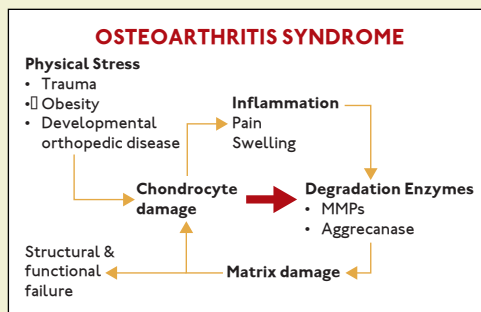 OSTEOARTHRITIS SYNDROME
Physical Stress
• Trauma
•▯ Obesity
• Developmental
orthopedic disease
Inflammation
Pain
Swelling
Chondrocyte
damage
Degradation Enzymes
• MMPs
• Aggrecanase
Structural &
functional
failure
Matrix damage